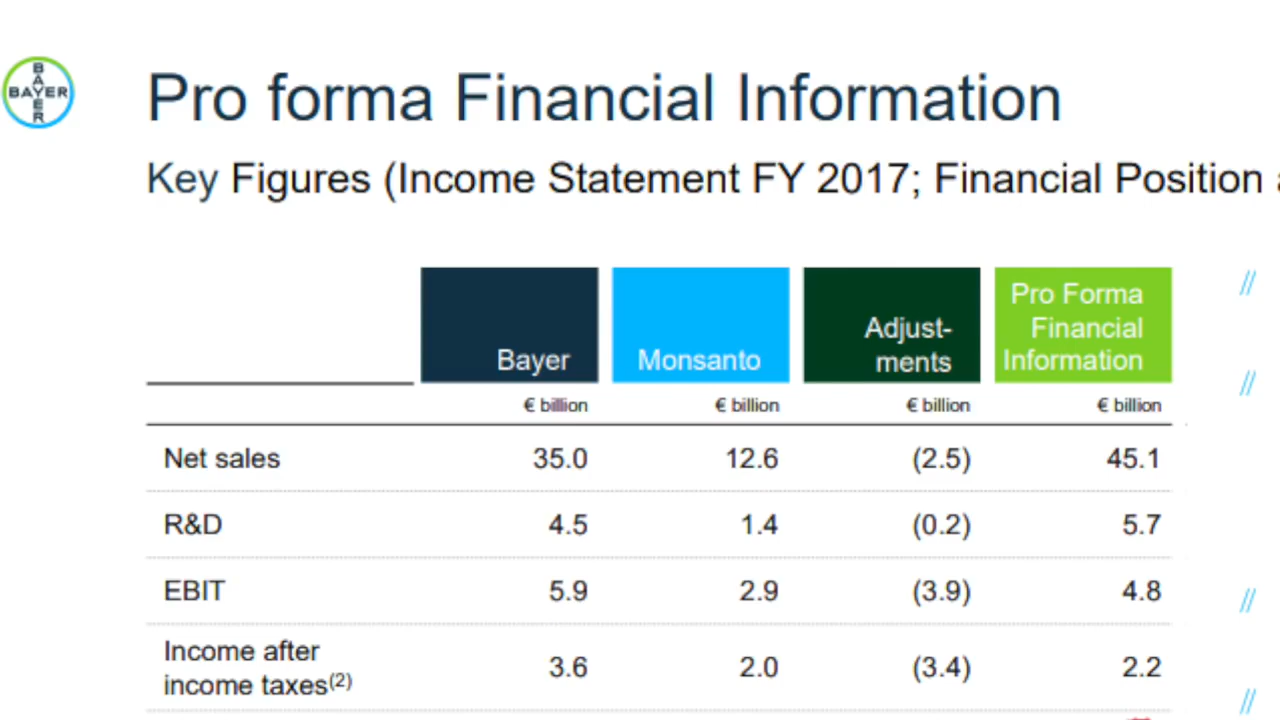 BAYER
BAYER
Pro forma Financial Information
Key Figures (Income Statement FY 2017; Financial Position
Bayer
Monsanto
Adjust-
ments
Pro Forma
Financial
Information
€ billion € billion € billion € billion
Net sales 35.0 12.6 (2.5) 45.1
R&D 4.5 1.4 (0.2) 5.7
EBIT 5.9 2.9 (3.9) 4.8
Income after
income taxes(2) 3.6 2.0 (3.4) 2.2